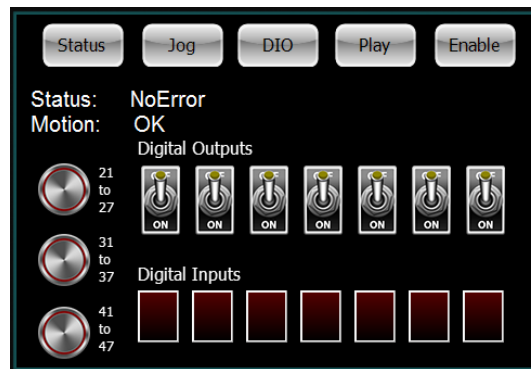 Status Jog DIO Play Enable
Status: NoError
Motion: OK
Digital Outputs
21
to
27
ON ON ON ON ON ON ON
31
to
37
Digital Inputs
41
to
47